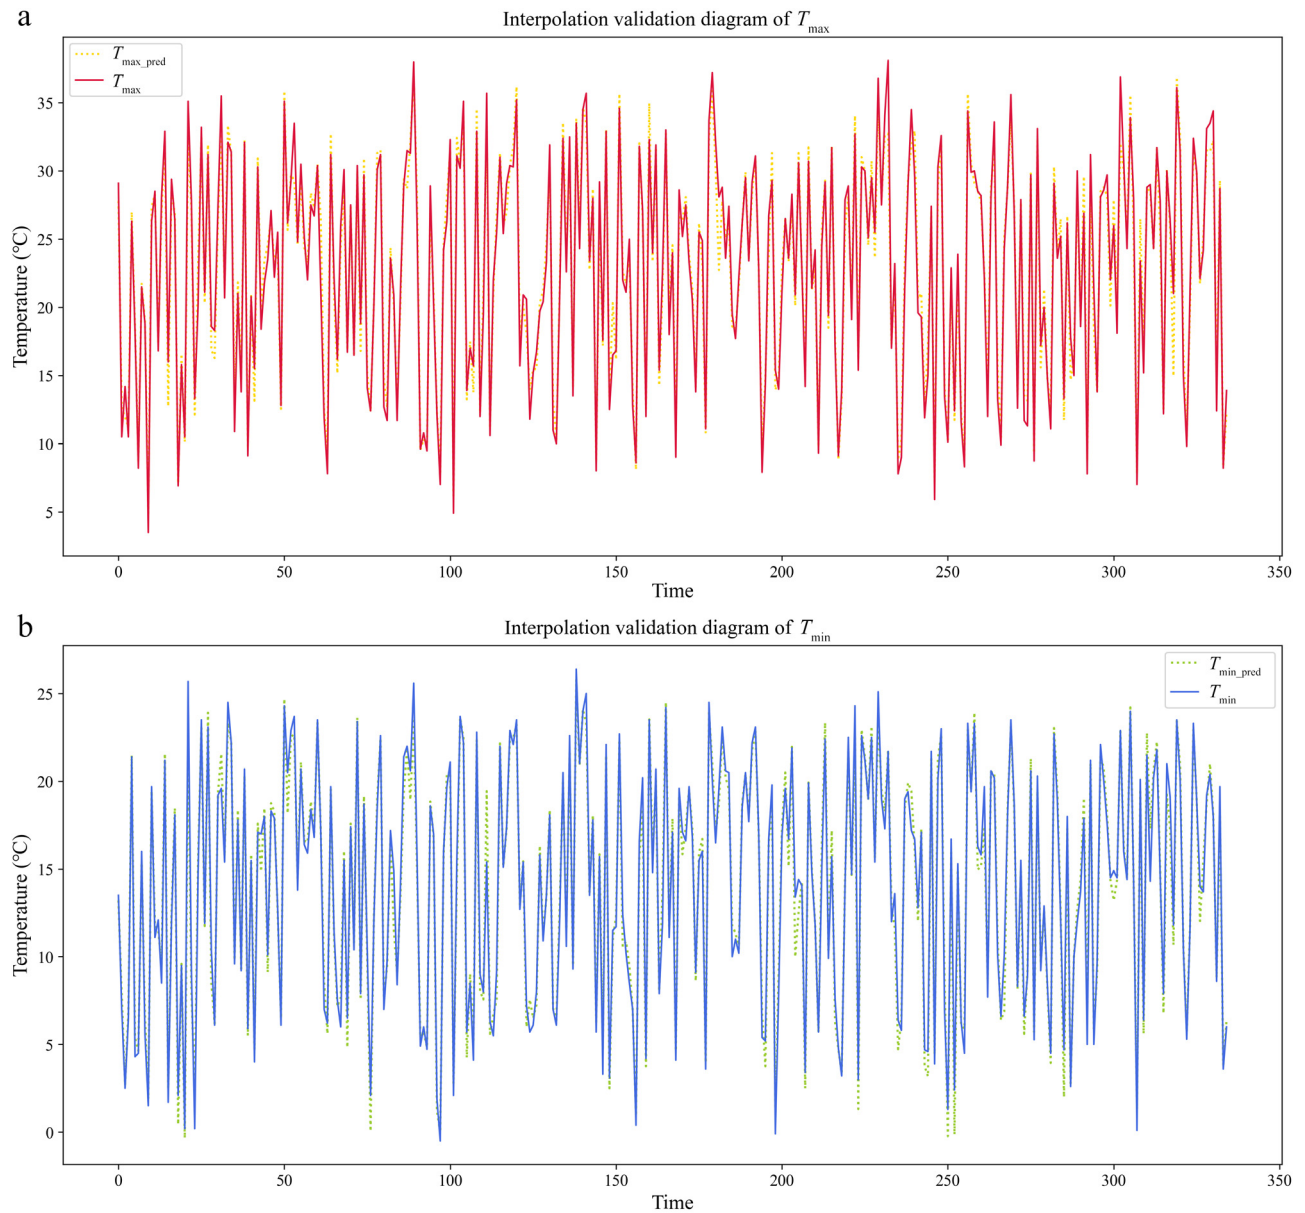 a
Interpolation validation diagram of Tmax
Tmax_pred
Tmax
35
30
25
20
15
10
5
Temperature (℃)
0 50 100 150 200 250 300 350
Time
b
Interpolation validation diagram of Tmin
Tmin_pred
Tmin
25
20
15
10
5
0
Temperature (℃)
0 50 100 150 200 250 300 350
Time